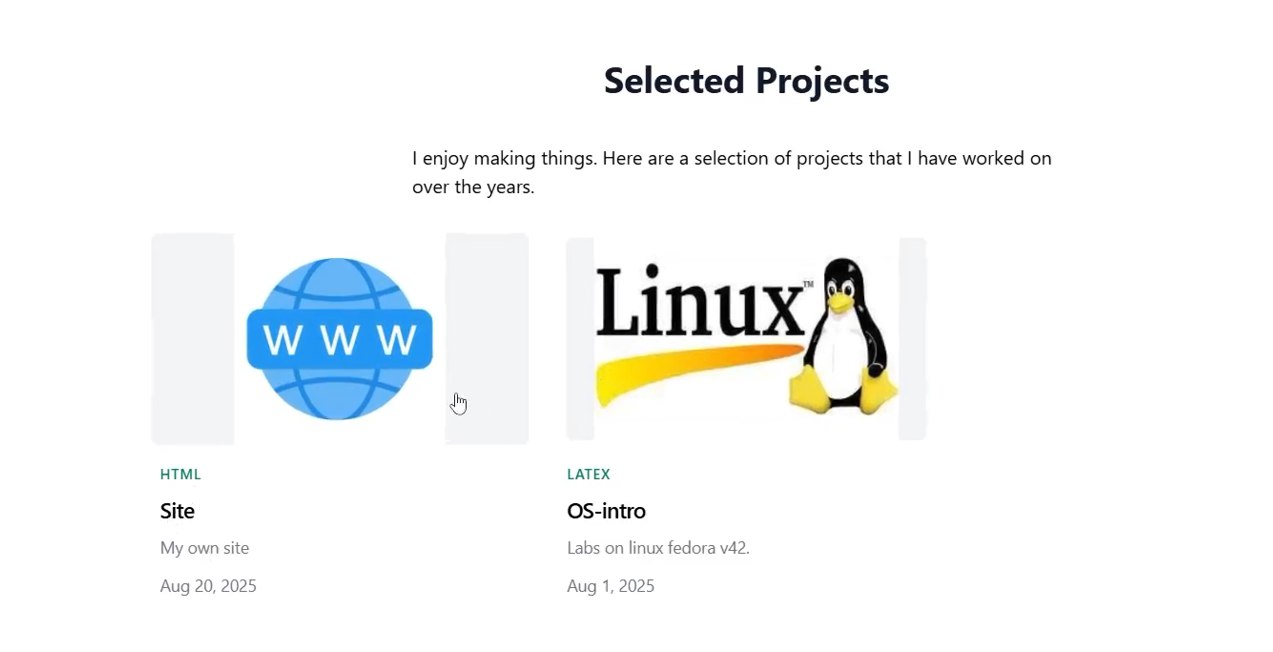 Selected Projects
I enjoy making things. Here are a selection of projects that I have worked on
over the years.
W W W
Linux™
HTML
Site
My own site
Aug 20, 2025
LATEX
OS-intro
Labs on linux fedora v42.
Aug 1, 2025